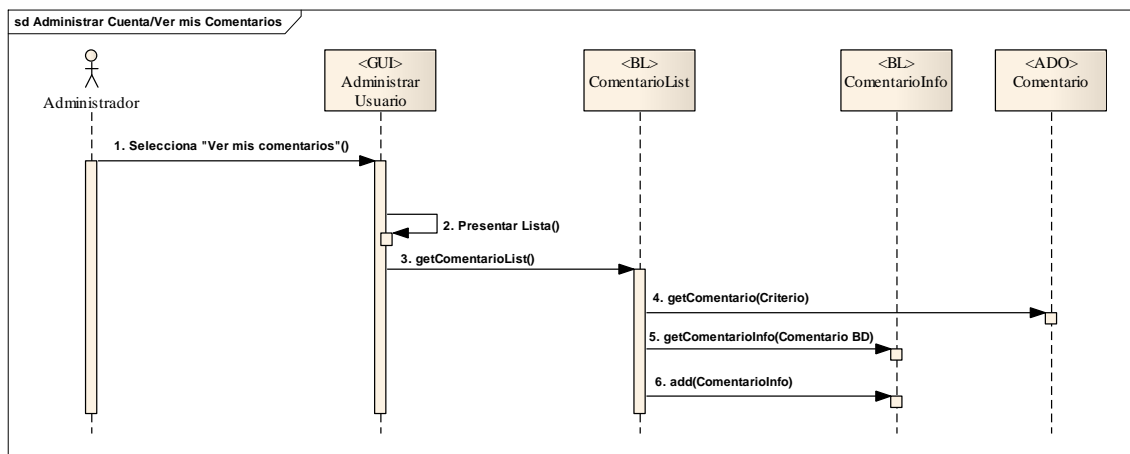 sd Administrar Cuenta/Ver mis Comentarios
Administrador
<GUI>
Administrar
Usuario
<BL>
ComentarioList
<BL>
ComentarioInfo
<ADO>
Comentario
1. Selecciona "Ver mis comentarios"()
2. Presentar Lista()
3. getComentarioList()
4. getComentario(Criterio)
5. getComentarioInfo(Comentario BD)
6. add(ComentarioInfo)